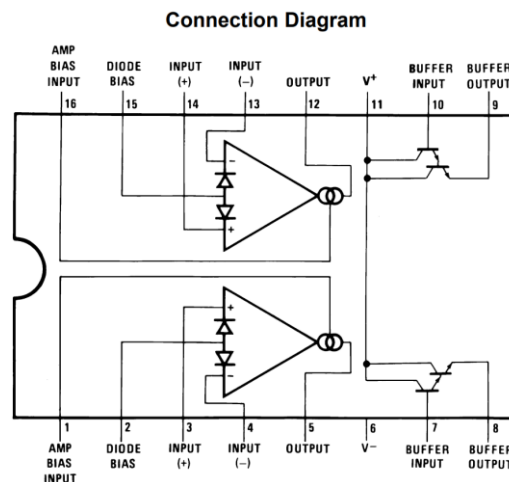 Connection Diagram
AMP
BIAS
INPUT
DIODE
BIAS
INPUT
(+)
INPUT
(−)
OUTPUT
V+
BUFFER
INPUT
BUFFER
OUTPUT
16 15 14 13 12 11 10 9
−
+
+
−
1 2 3 4 5 6 7 8
AMP
BIAS
INPUT
DIODE
BIAS
INPUT
(+)
INPUT
(−)
OUTPUT
V−
BUFFER
INPUT
BUFFER
OUTPUT